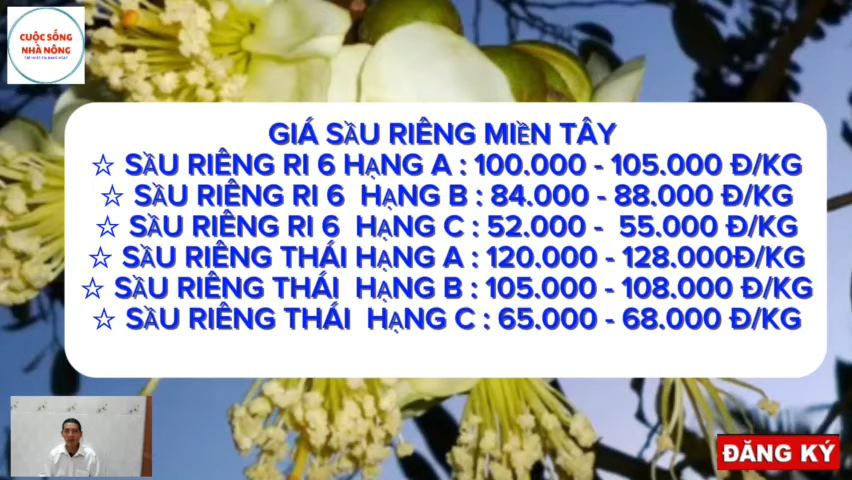 CUỘC SỐNG
NHÀ NÔNG
GIÁ SẦU RIÊNG MIỀN TÂY
☆ SẦU RIÊNG RI 6 HẠNG A : 100.000 - 105.000 Đ/KG
☆ SẦU RIÊNG RI 6 HẠNG B : 84.000 - 88.000 Đ/KG
☆ SẦU RIÊNG RI 6 HẠNG C : 52.000 - 55.000 Đ/KG
☆ SẦU RIÊNG THÁI HẠNG A : 120.000 - 128.000Đ/KG
☆ SẦU RIÊNG THÁI HẠNG B : 105.000 - 108.000 Đ/KG
☆ SẦU RIÊNG THÁI HẠNG C : 65.000 - 68.000 Đ/KG
ĐĂNG KÝ